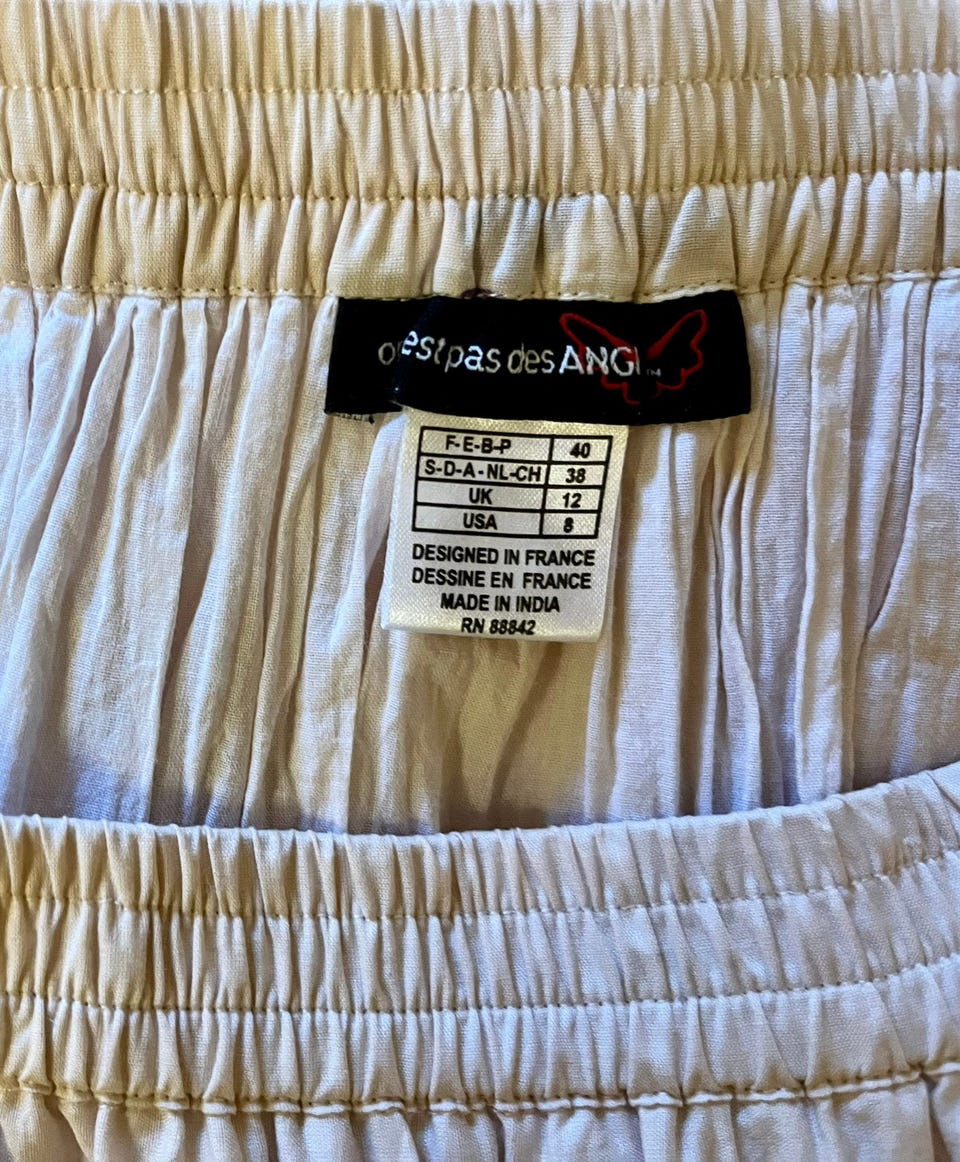 est pas des ANG
F-E-B-P 40
S-D-A-NL-CH 38
UK 12
USA 8
DESIGNED IN FRANCE
DESSINE EN FRANCE
MADE IN INDIA
RN 88842